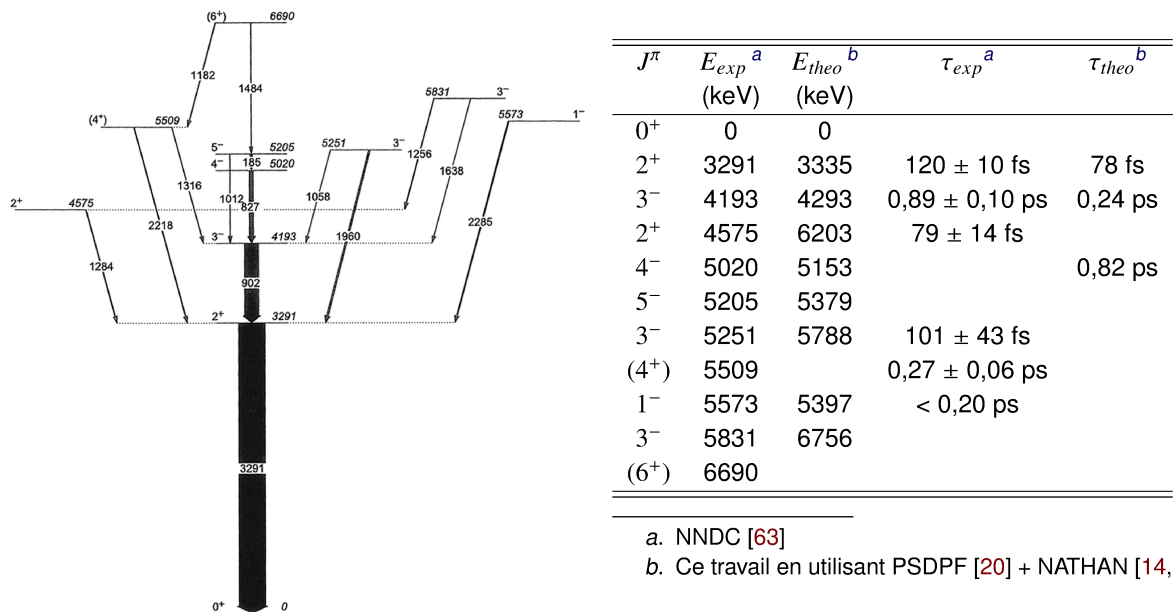 (6⁺) 6690
1182
1484
5831 3⁻
5573 1⁻
(4⁺) 5509
5⁻ 5205
185
4⁻ 5020
5251 3⁻
1256
1638
1316
1012
1058
827
2⁺ 4575
2218
2285
3⁻ 4193
1960
1284
902
2⁺ 3291
3291
0⁺ 0
J^π E_exp ^a E_theo ^b τ_exp ^a τ_theo ^b
(keV) (keV)
0⁺ 0 0
2⁺ 3291 3335 120 ± 10 fs 78 fs
3⁻ 4193 4293 0,89 ± 0,10 ps 0,24 ps
2⁺ 4575 6203 79 ± 14 fs
4⁻ 5020 5153 0,82 ps
5⁻ 5205 5379
3⁻ 5251 5788 101 ± 43 fs
(4⁺) 5509 0,27 ± 0,06 ps
1⁻ 5573 5397 < 0,20 ps
3⁻ 5831 6756
(6⁺) 6690
a. NNDC [63]
b. Ce travail en utilisant PSDPF [20] + NATHAN [14,